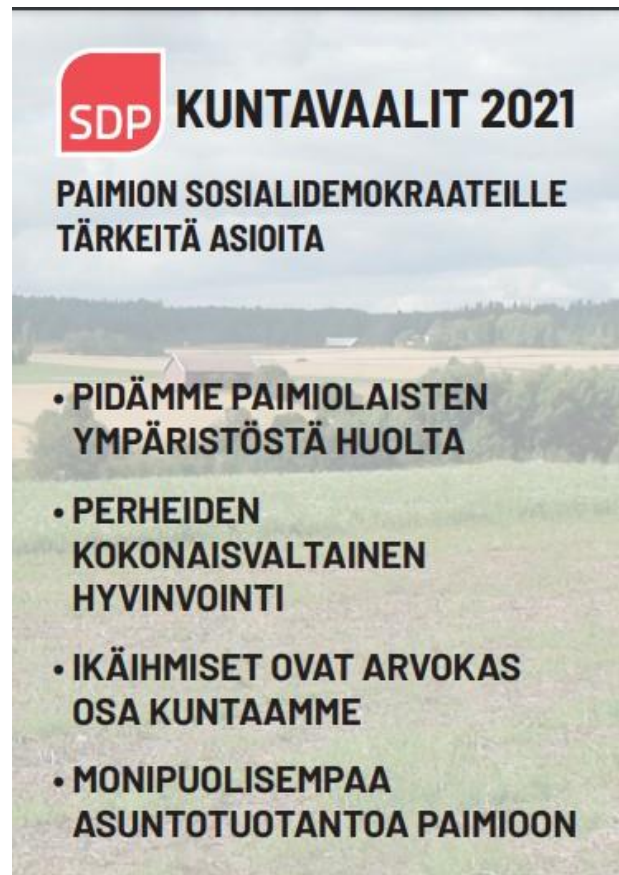 SDP KUNTAVAALIT 2021
PAIMION SOSIALIDEMOKRAATEILLE
TÄRKEITÄ ASIOITA
• PIDÄMME PAIMIOLAISTEN
YMPÄRISTÖSTÄ HUOLTA
• PERHEIDEN
KOKONAISVALTAINEN
HYVINVOINTI
• IKÄIHMISET OVAT ARVOKAS
OSA KUNTAAMME
• MONIPUOLISEMPAA
ASUNTOTUOTANTOA PAIMIOON